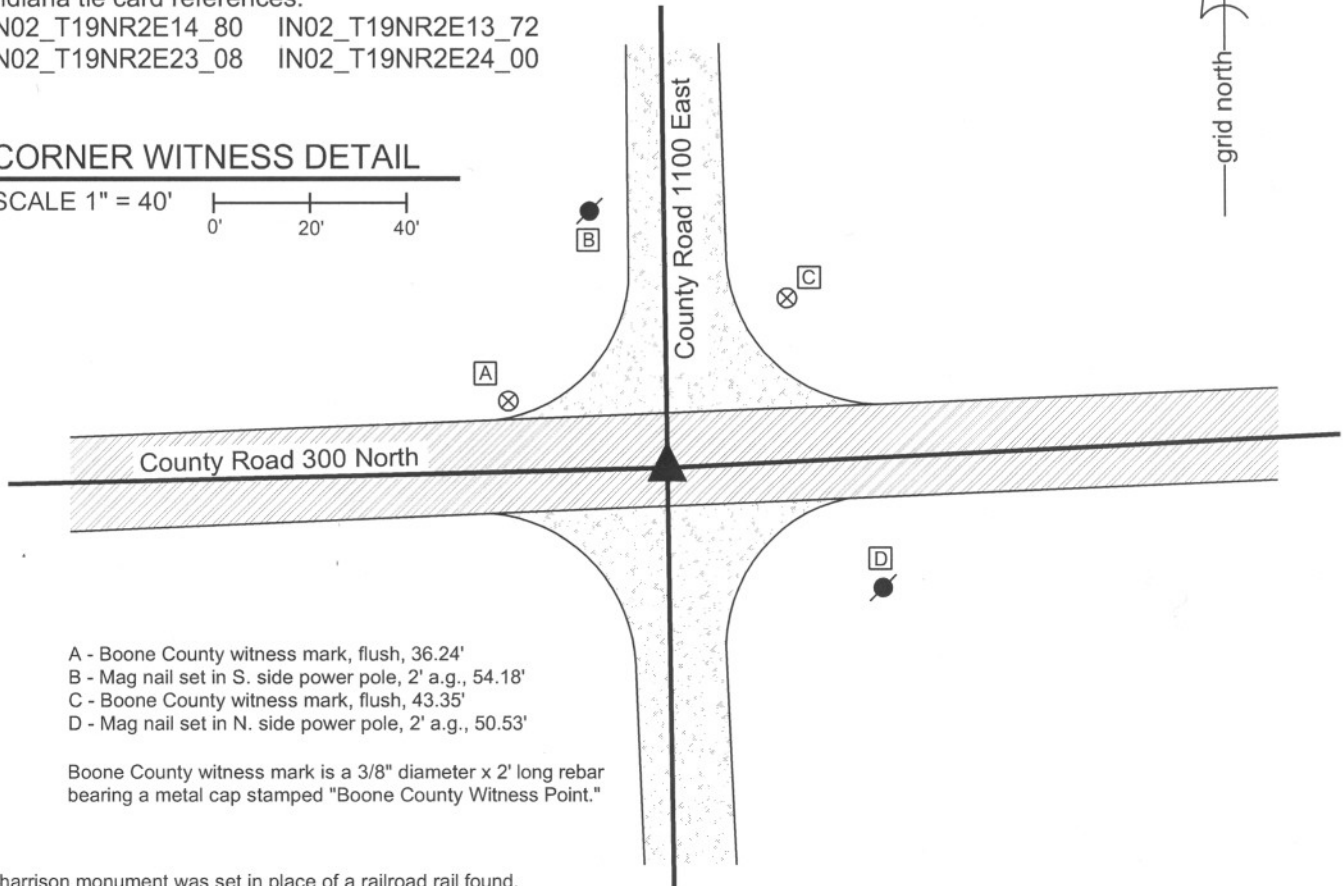 tie card references:
IN02_T19NR2E14_80 IN02_T19NR2E13_72
IN02_T19NR2E23_08 IN02_T19NR2E24_00
CORNER WITNESS DETAIL
SCALE 1" = 40'
0' 20' 40'
grid north
County Road 1100 East
B
C
A
County Road 300 North
D
A - Boone County witness mark, flush, 36.24'
B - Mag nail set in S. side power pole, 2' a.g., 54.18'
C - Boone County witness mark, flush, 43.35'
D - Mag nail set in N. side power pole, 2' a.g., 50.53'
Boone County witness mark is a 3/8" diameter x 2' long rebar
bearing a metal cap stamped "Boone County Witness Point."
harrison monument was set in place of a railroad rail found.